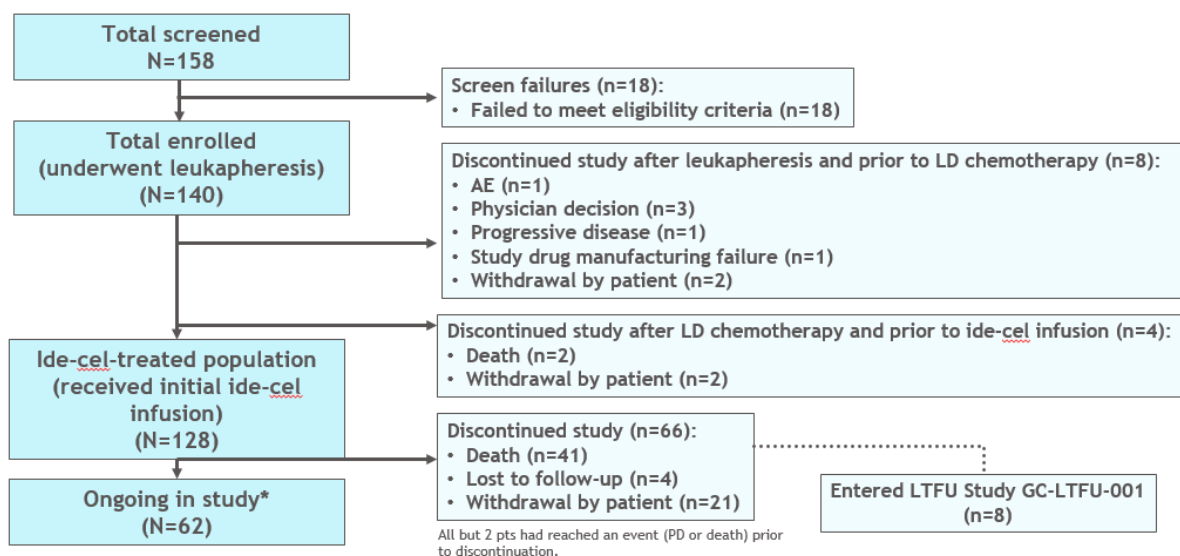 Total screened
N=158
Screen failures (n=18):
• Failed to meet eligibility criteria (n=18)
Total enrolled
(underwent leukapheresis)
(N=140)
Discontinued study after leukapheresis and prior to LD chemotherapy (n=8):
• AE (n=1)
• Physician decision (n=3)
• Progressive disease (n=1)
• Study drug manufacturing failure (n=1)
• Withdrawal by patient (n=2)
Discontinued study after LD chemotherapy and prior to ide-cel infusion (n=4):
• Death (n=2)
• Withdrawal by patient (n=2)
Ide-cel-treated population
(received initial ide-cel
infusion)
(N=128)
Discontinued study (n=66):
• Death (n=41)
• Lost to follow-up (n=4)
• Withdrawal by patient (n=21)
Ongoing in study*
(N=62)
Entered LTFU Study GC-LTFU-001
(n=8)
All but 2 pts had reached an event (PD or death) prior
to discontinuation.